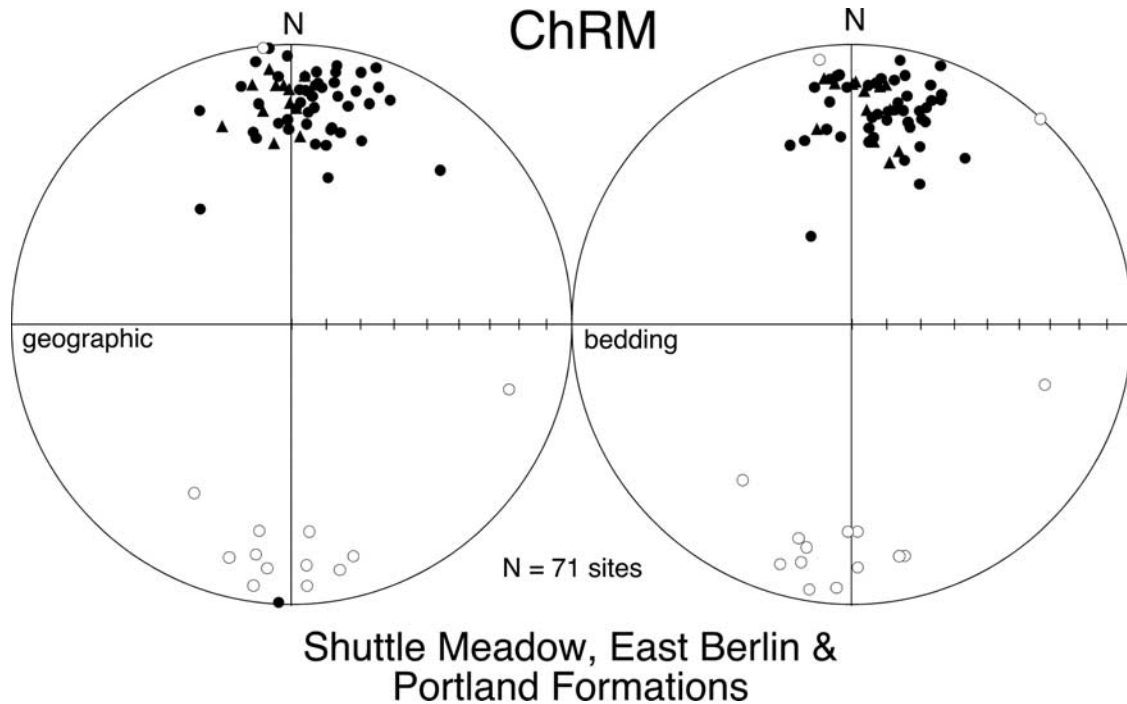 N
ChRM
N
geographic
bedding
N = 71 sites
Shuttle Meadow, East Berlin &
Portland Formations